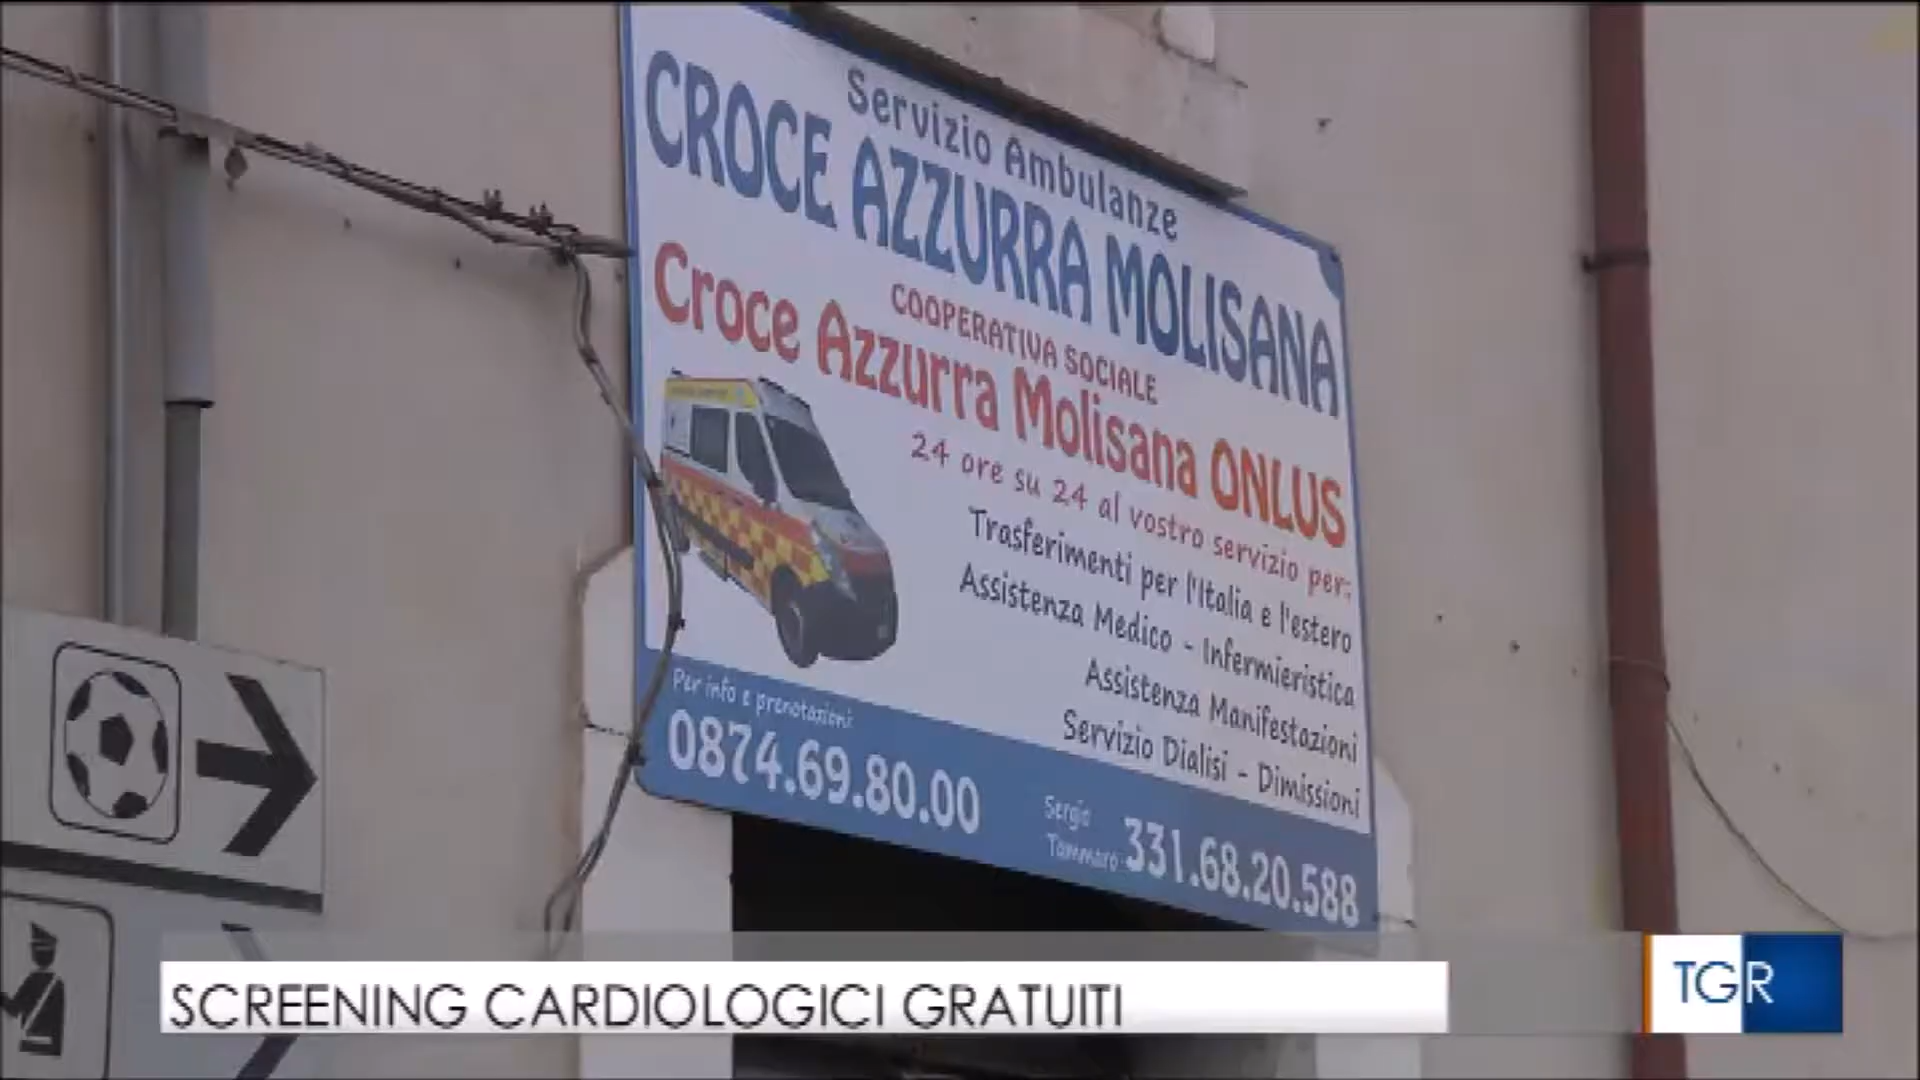 Servizio Ambulanze
CROCE AZZURRA MOLISANA
COOPERATIVA SOCIALE
Croce Azzurra Molisana ONLUS
24 ore su 24 al vostro servizio per:
Trasferimenti per l'Italia e l'estero
Assistenza Medico - Infermieristica
Assistenza Manifestazioni
Servizio Dialisi - Dimissioni
Per info e prenotazioni
0874.69.80.00
Sergio
Tammaro
331.68.20.588
SCREENING CARDIOLOGICI GRATUITI
TGR